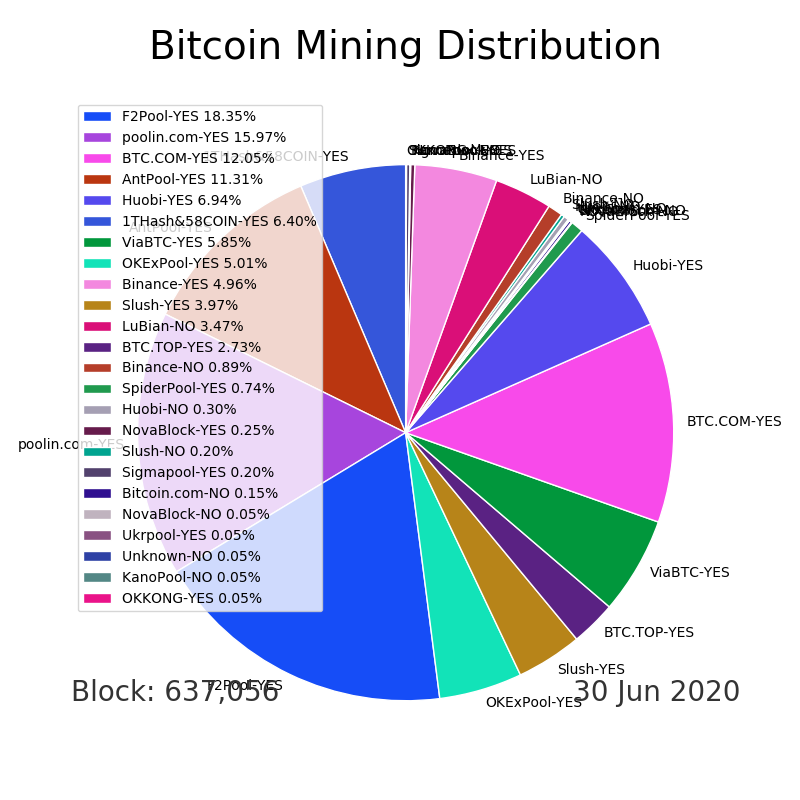 Bitcoin Mining Distribution
F2Pool-YES 18.35%
poolin.com-YES 15.97%
BTC.COM-YES 12.05%
AntPool-YES 11.31%
Huobi-YES 6.94%
1THash&58COIN-YES 6.40%
ViaBTC-YES 5.85%
OKExPool-YES 5.01%
Binance-YES 4.96%
Slush-YES 3.97%
LuBian-NO 3.47%
BTC.TOP-YES 2.73%
Binance-NO 0.89%
SpiderPool-YES 0.74%
Huobi-NO 0.30%
NovaBlock-YES 0.25%
Slush-NO 0.20%
Sigmapool-YES 0.20%
Bitcoin.com-NO 0.15%
NovaBlock-NO 0.05%
Ukrpool-YES 0.05%
Unknown-NO 0.05%
KanoPool-NO 0.05%
OKKONG-YES 0.05%
1THash&58COIN-YES
Binance-YES
LuBian-NO
Binance-NO
Slush-NO
SpiderPool-YES
AntPool-YES
Huobi-YES
BTC.COM-YES
poolin.com-YES
ViaBTC-YES
BTC.TOP-YES
Slush-YES
F2Pool-YES
OKExPool-YES
Block: 637,056
30 Jun 2020